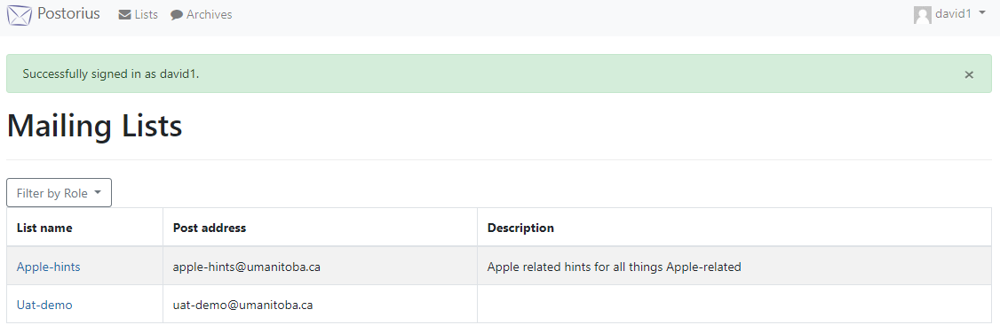 Postorius Lists Archives david1
Successfully signed in as david1. ×
Mailing Lists
Filter by Role
List name Post address Description
Apple-hints apple-hints@umanitoba.ca Apple related hints for all things Apple-related
Uat-demo uat-demo@umanitoba.ca